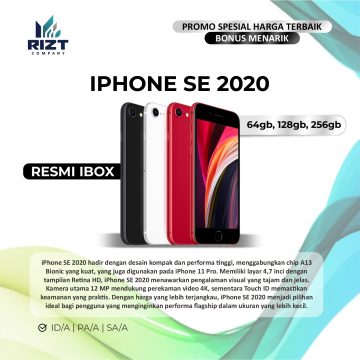 RIZT
COMPANY
PROMO SPESIAL HARGA TERBAIK
BONUS MENARIK
IPHONE SE 2020
64gb, 128gb, 256gb
RESMI IBOX
iPhone SE 2020 hadir dengan desain kompak dan performa tinggi, menggabungkan chip A13
Bionic yang kuat, yang juga digunakan pada iPhone 11 Pro. Memiliki layar 4,7 inci dengan
tampilan Retina HD, iPhone SE 2020 menawarkan pengalaman visual yang tajam dan jelas.
Kamera utama 12 MP mendukung perekaman video 4K, sementara Touch ID memastikan
keamanan yang praktis. Dengan harga yang lebih terjangkau, iPhone SE 2020 menjadi pilihan
ideal bagi pengguna yang menginginkan performa flagship dalam ukuran yang lebih kecil.
ID/A | PA/A | SA/A